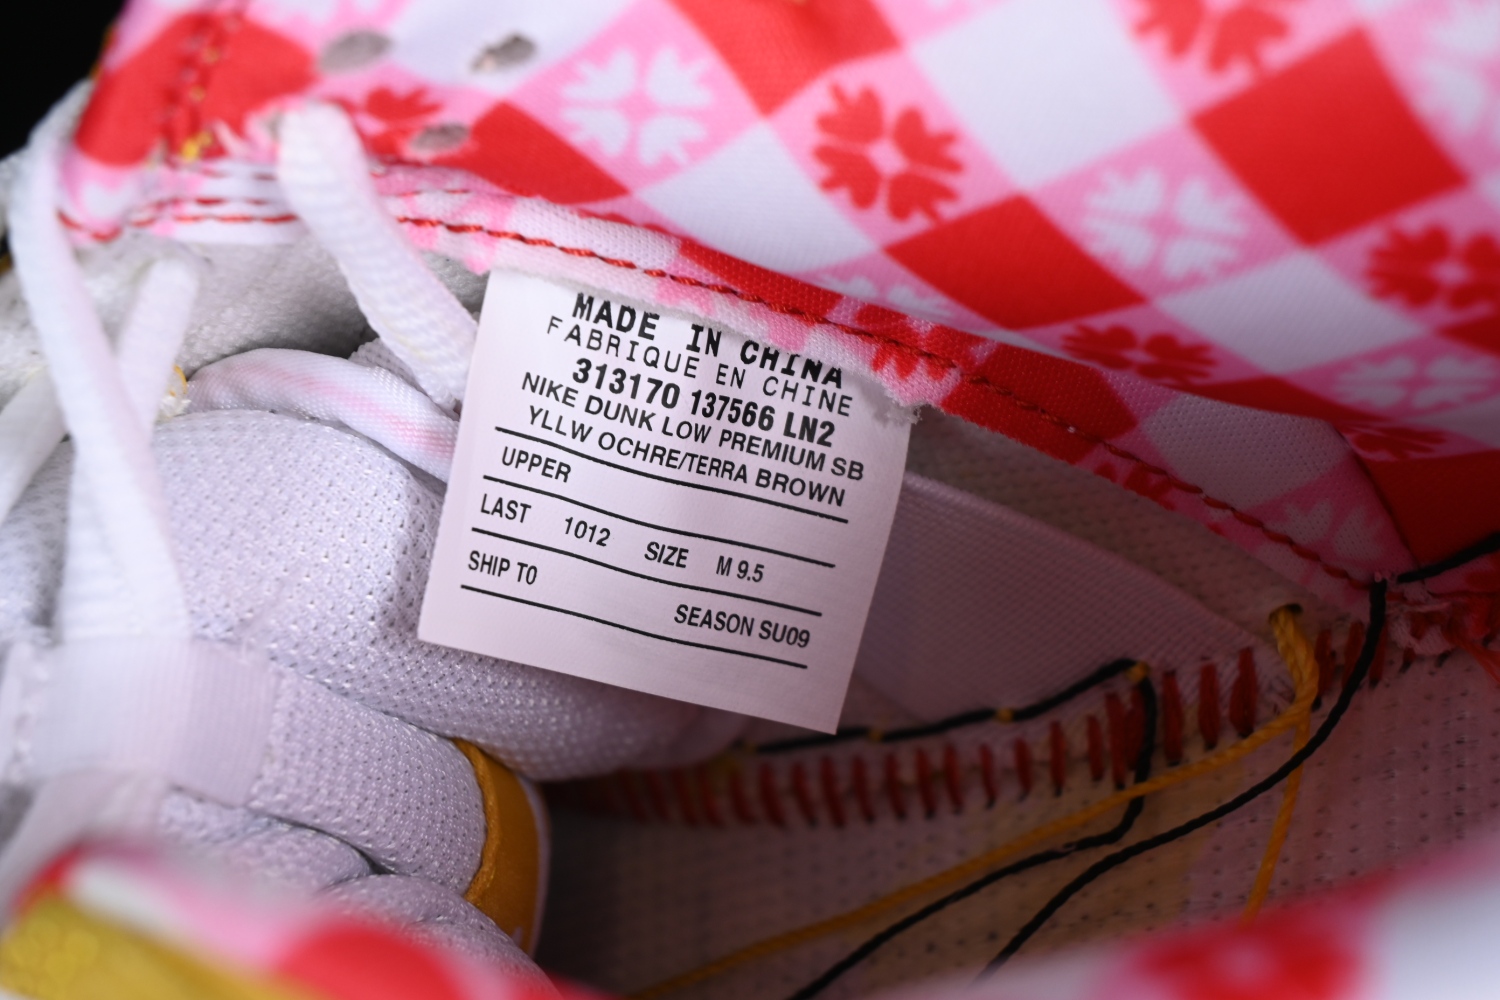 MADE IN CHINA
FABRIQUE EN CHINE
313170 137566 LN2
NIKE DUNK LOW PREMIUM SB
YLLW OCHRE/TERRA BROWN
UPPER
LAST 1012 SIZE M 9.5
SHIP TO
SEASON SU09